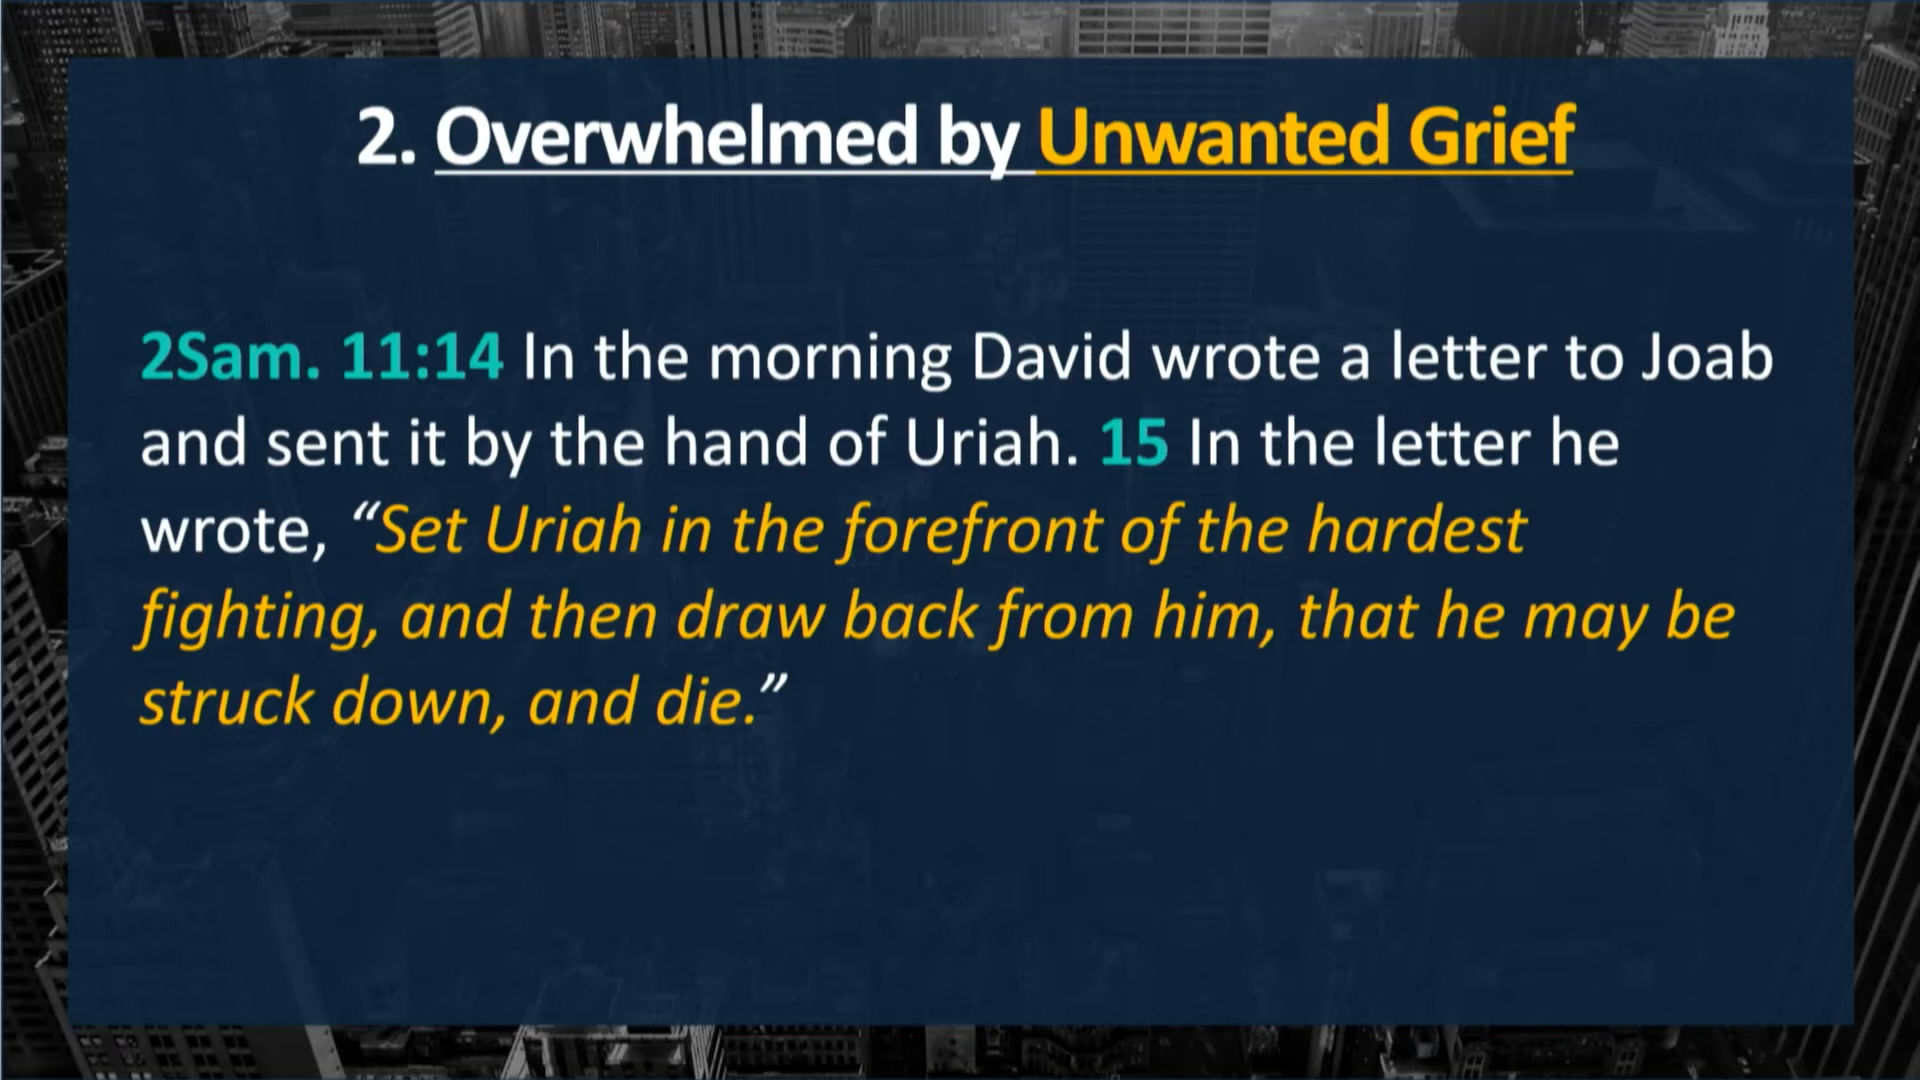 2. Overwhelmed by Unwanted Grief
2Sam. 11:14 In the morning David wrote a letter to Joab
and sent it by the hand of Uriah. 15 In the letter he
wrote, “Set Uriah in the forefront of the hardest
fighting, and then draw back from him, that he may be
struck down, and die.”